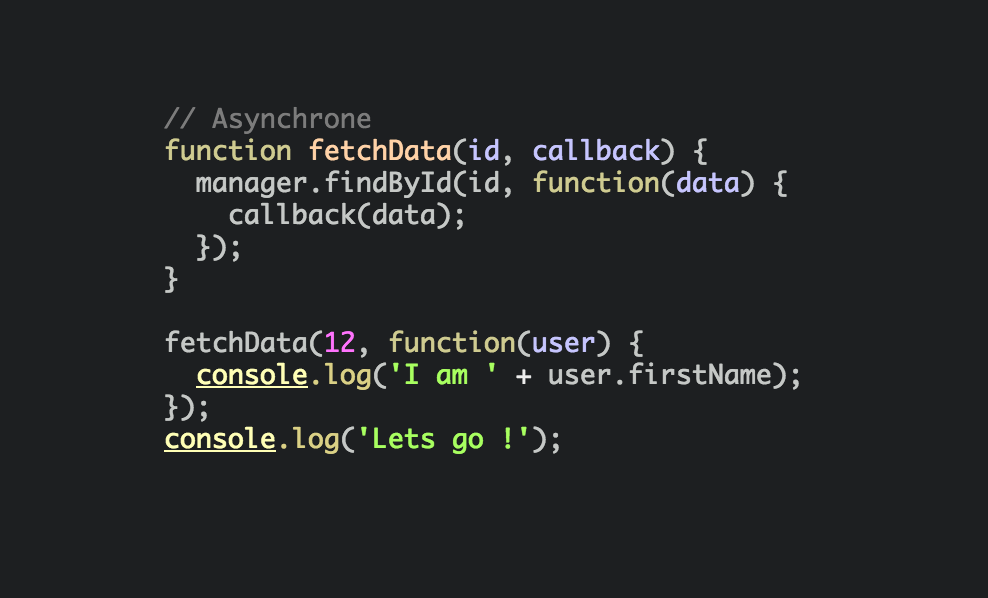 // Asynchrone
function fetchData(id, callback) {
  manager.findById(id, function(data) {
    callback(data);
  });
}

fetchData(12, function(user) {
  console.log('I am ' + user.firstName);
});
console.log('Lets go !');